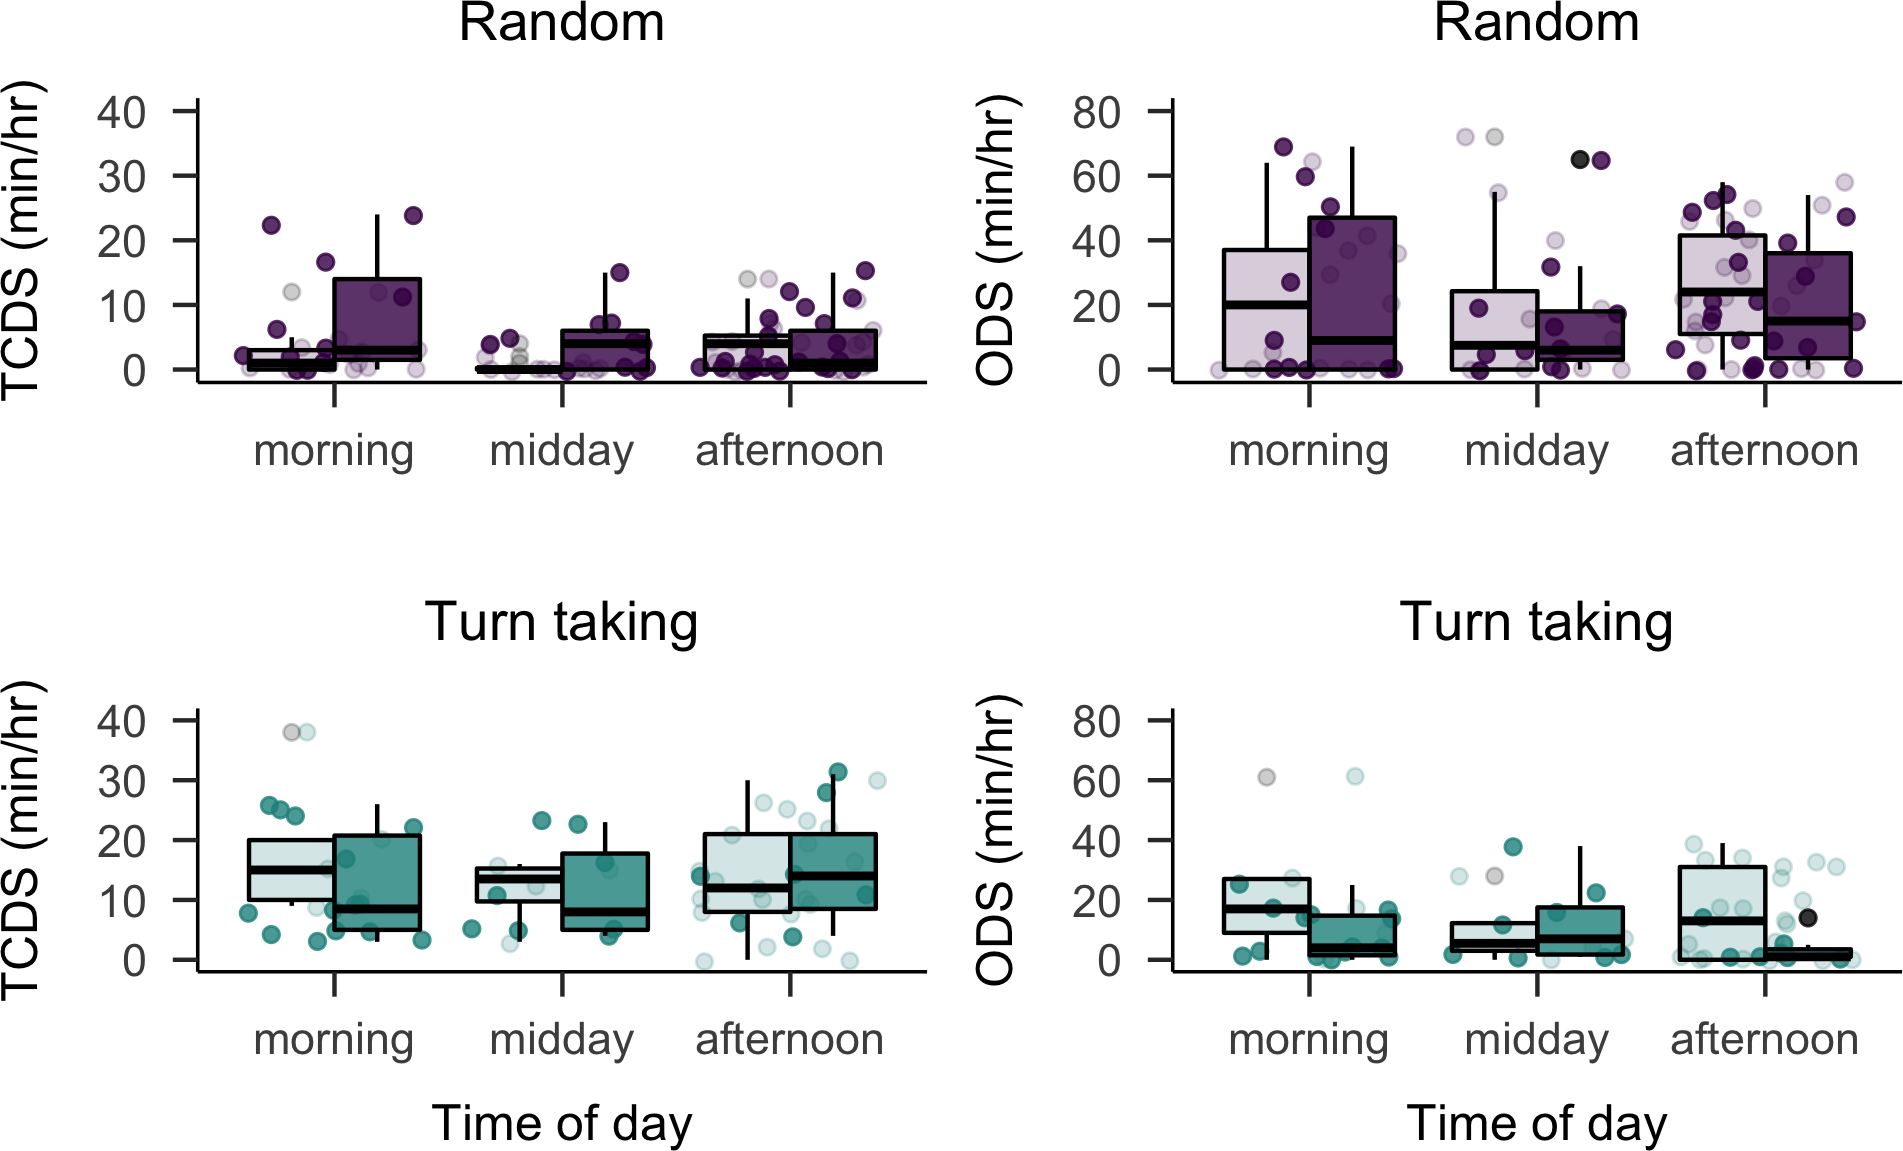 Random
TCDS (min/hr)
40
30
20
10
0
morning midday afternoon
Random
ODS (min/hr)
80
60
40
20
0
morning midday afternoon
Turn taking
TCDS (min/hr)
40
30
20
10
0
morning midday afternoon
Time of day
Turn taking
ODS (min/hr)
80
60
40
20
0
morning midday afternoon
Time of day